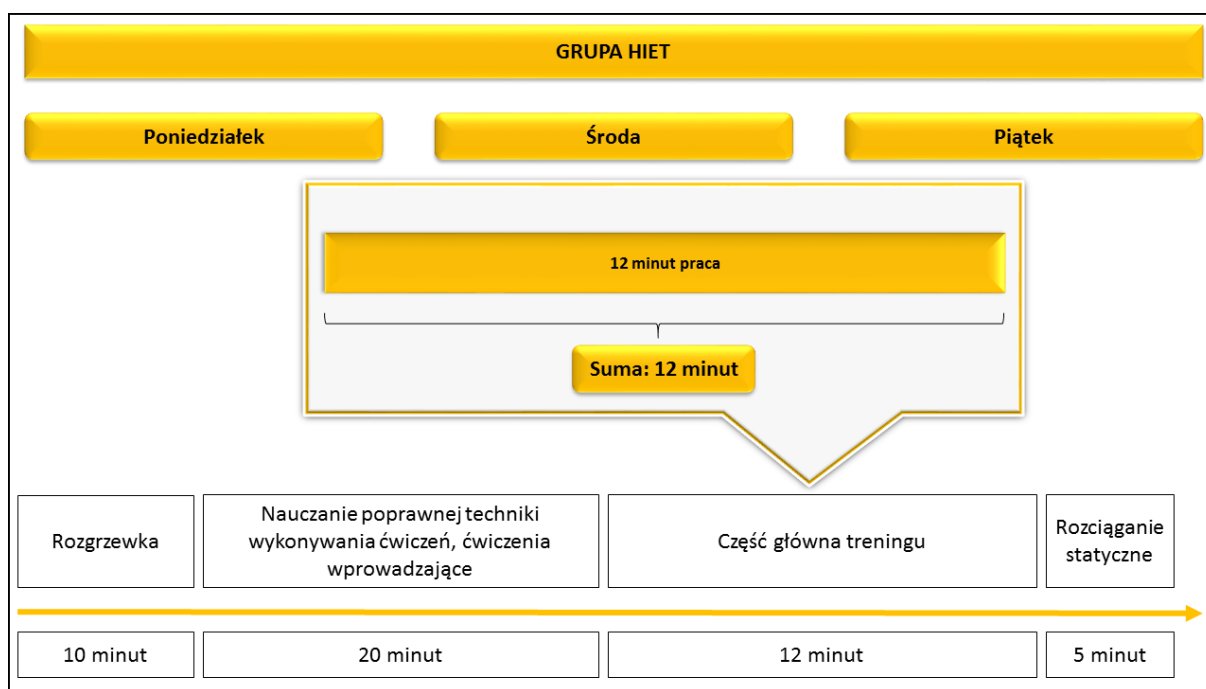 GRUPA HIET
Poniedziałek
Środa
Piątek
12 minut praca
Suma: 12 minut
Rozgrzewka
Nauczanie poprawnej techniki
wykonywania ćwiczeń, ćwiczenia
wprowadzające
Część główna treningu
Rozciąganie
statyczne
10 minut
20 minut
12 minut
5 minut